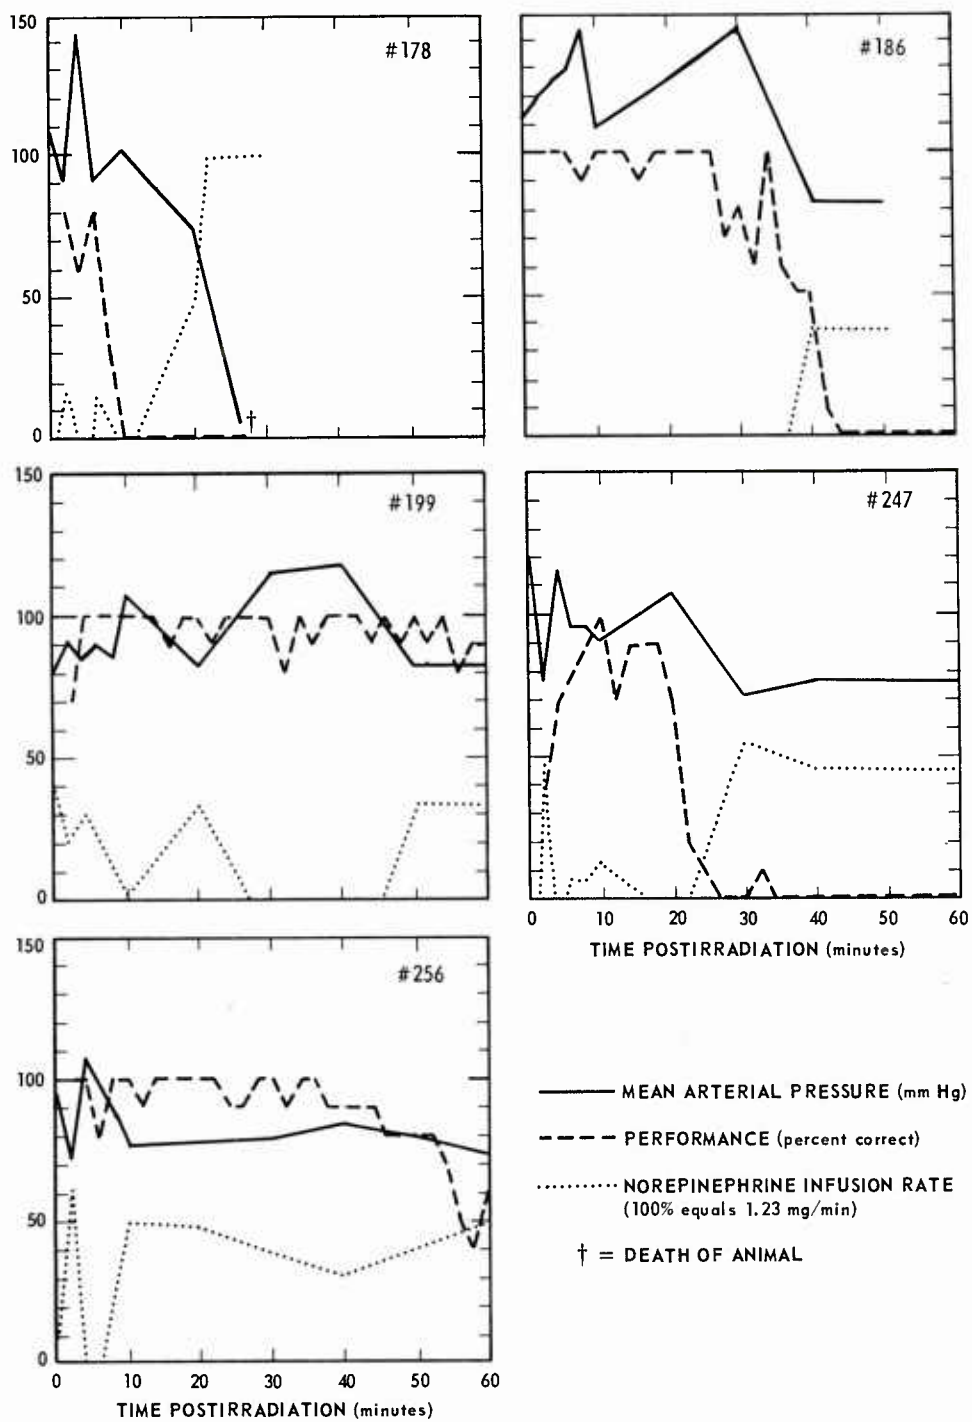 150
100
50
0
#178
†
#186
150
100
50
0
#199
#247
0 10 20 30 40 50 60
TIME POSTIRRADIATION (minutes)
150
100
50
0
#256
0 10 20 30 40 50 60
TIME POSTIRRADIATION (minutes)
MEAN ARTERIAL PRESSURE (mm Hg)
PERFORMANCE (percent correct)
NOREPINEPHRINE INFUSION RATE
(100% equals 1.23 mg/min)
† = DEATH OF ANIMAL